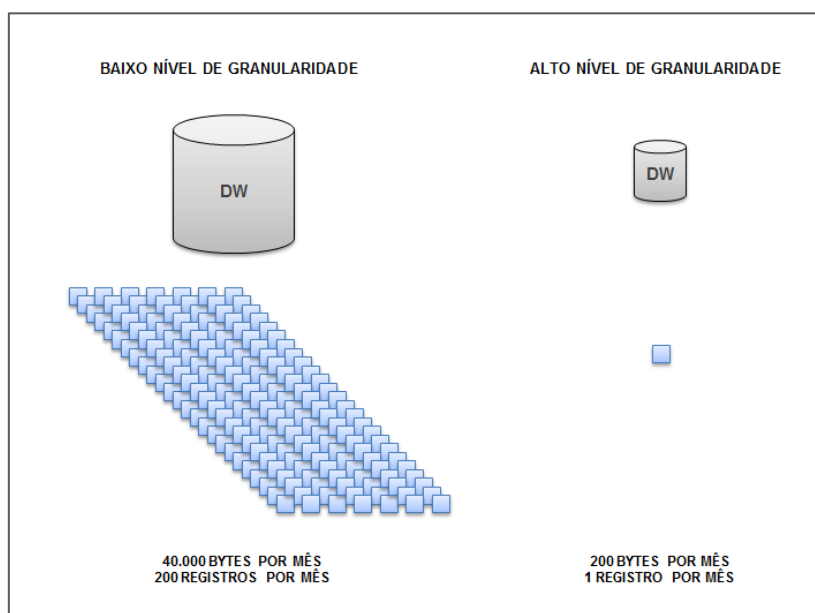 BAIXO NÍVEL DE GRANULARIDADE
ALTO NÍVEL DE GRANULARIDADE
DW
DW
40.000 BYTES POR MÊS
200 REGISTROS POR MÊS
200 BYTES POR MÊS
1 REGISTRO POR MÊS